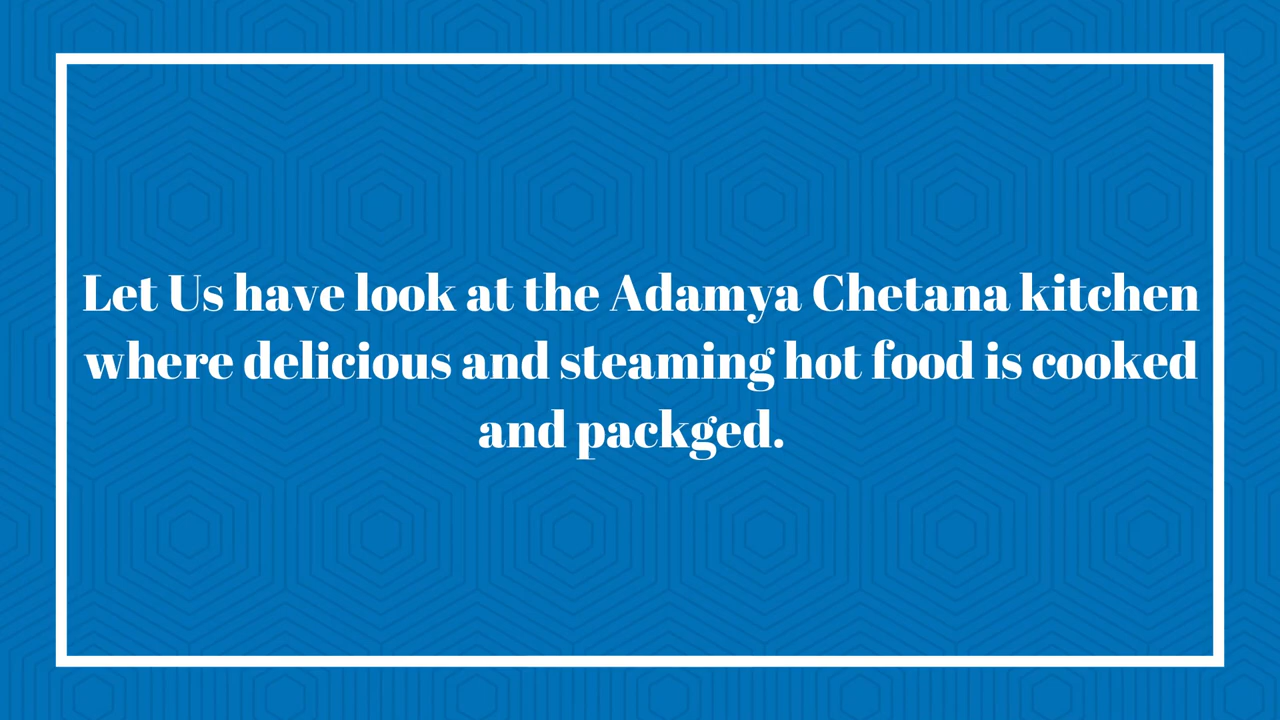 Let Us have look at the Adamya Chetana kitchen
where delicious and steaming hot food is cooked
and packged.